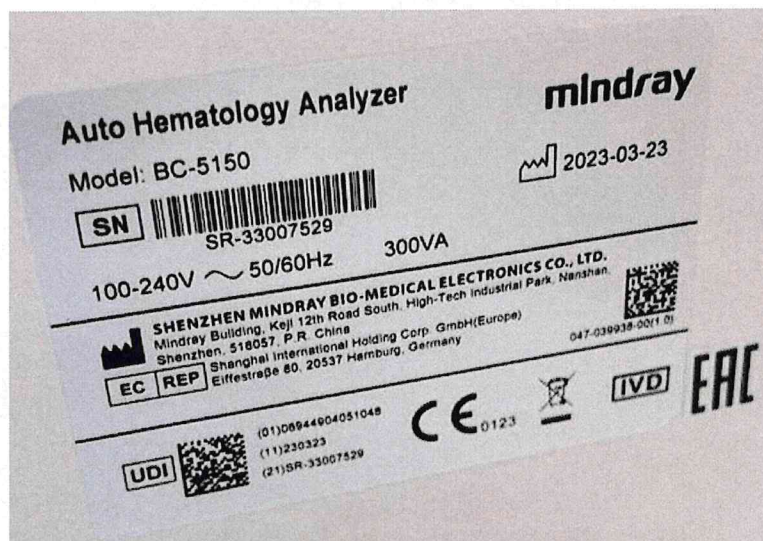 Auto Hematology Analyzer
mindray
Model: BC-5150
2023-03-23
SN
SR-33007529
100-240V ~ 50/60Hz 300VA
SHENZHEN MINDRAY BIO-MEDICAL ELECTRONICS CO., LTD.
Mindray Building, Keji 12th Road South, High-Tech Industrial Park, Nanshan,
Shenzhen, 518057, P.R. China
EC REP
Shanghai International Holding Corp. GmbH(Europe)
Eiffestraße 80, 20537 Hamburg, Germany
047-039938-00(1.0)
UDI
(01)06944904051048
(11)230323
(21)SR-33007529
CE 0123
IVD
EAC